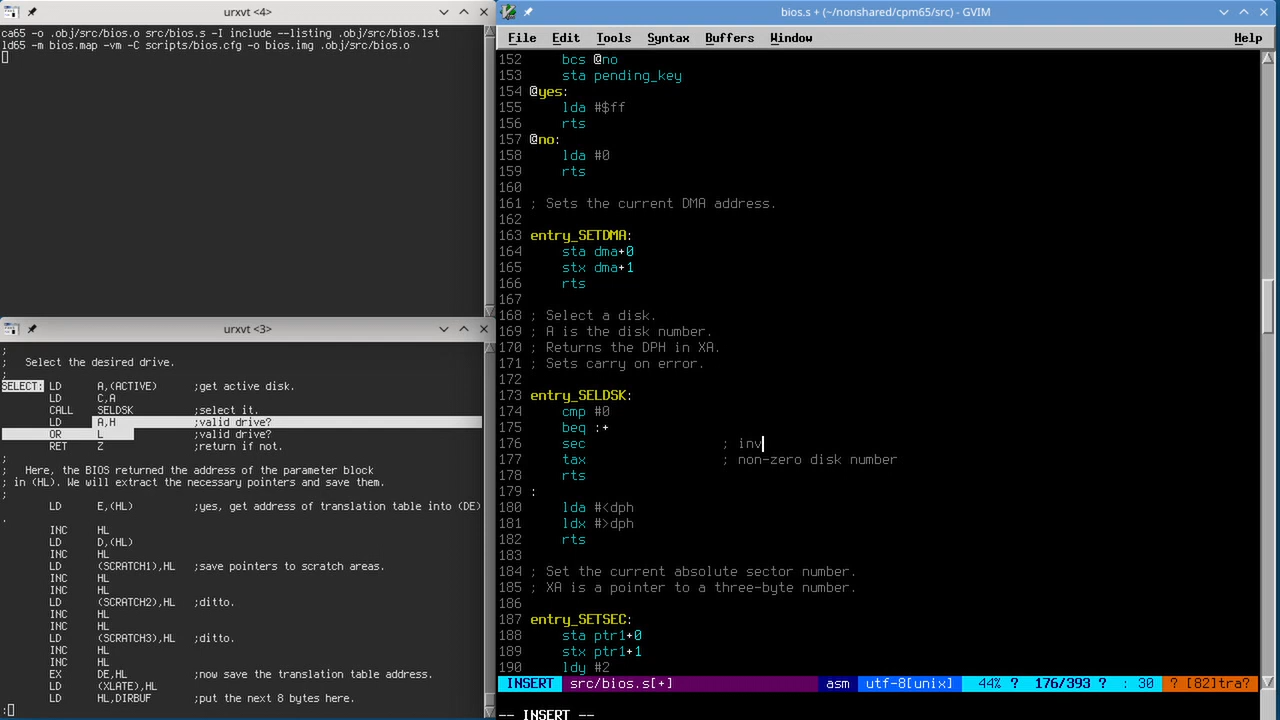 urxvt <4>
ca65 -o .obj/src/bios.o src/bios.s -I include --listing .obj/src/bios.lst
ld65 -m bios.map -vm -C scripts/bios.cfg -o bios.img .obj/src/bios.o
urxvt <3>
;
;   Select the desired drive.
;
SELECT: LD      A,(ACTIVE)      ;get active disk.
        LD      C,A
        CALL    SELDSK          ;select it.
        LD      A,H             ;valid drive?
        OR      L               ;valid drive?
        RET     Z               ;return if not.
;
;   Here, the BIOS returned the address of the parameter block
; in (HL). We will extract the necessary pointers and save them.
;
        LD      E,(HL)          ;yes, get address of translation table into (DE)
.
        INC     HL
        LD      D,(HL)
        INC     HL
        LD      (SCRATCH1),HL   ;save pointers to scratch areas.
        INC     HL
        INC     HL
        LD      (SCRATCH2),HL   ;ditto.
        INC     HL
        INC     HL
        LD      (SCRATCH3),HL   ;ditto.
        INC     HL
        INC     HL
        EX      DE,HL           ;now save the translation table address.
        LD      (XLATE),HL
        LD      HL,DIRBUF       ;put the next 8 bytes here.
:
bios.s + (~/nonshared/cpm65/src) - GVIM
File Edit Tools Syntax Buffers Window Help
152     bcs @no
153     sta pending_key
154 @yes:
155     lda #$ff
156     rts
157 @no:
158     lda #0
159     rts
160
161 ; Sets the current DMA address.
162
163 entry_SETDMA:
164     sta dma+0
165     stx dma+1
166     rts
167
168 ; Select a disk.
169 ; A is the disk number.
170 ; Returns the DPH in XA.
171 ; Sets carry on error.
172
173 entry_SELDSK:
174     cmp #0
175     beq :+
176     sec                 ; inv
177     tax                 ; non-zero disk number
178     rts
179 :
180     lda #<dph
181     ldx #>dph
182     rts
183
184 ; Set the current absolute sector number.
185 ; XA is a pointer to a three-byte number.
186
187 entry_SETSEC:
188     sta ptr1+0
189     stx ptr1+1
190     ldy #2
INSERT src/bios.s[+] asm utf-8[unix] 44% ? 176/393 ? : 30 ? [82]tra?
-- INSERT --